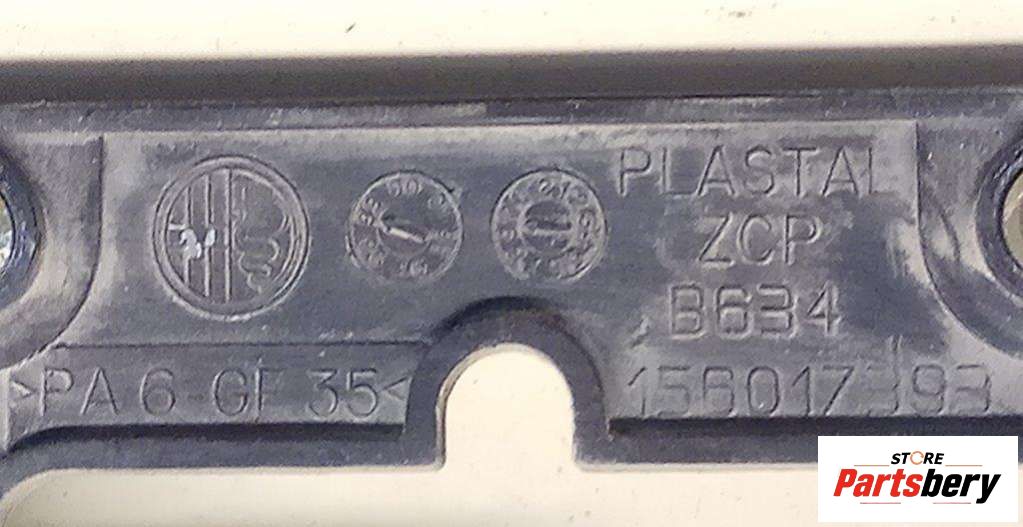 PLASTAL
ZCP
B634
>PA 6-GF 35<
156017393
STORE
Partsbery